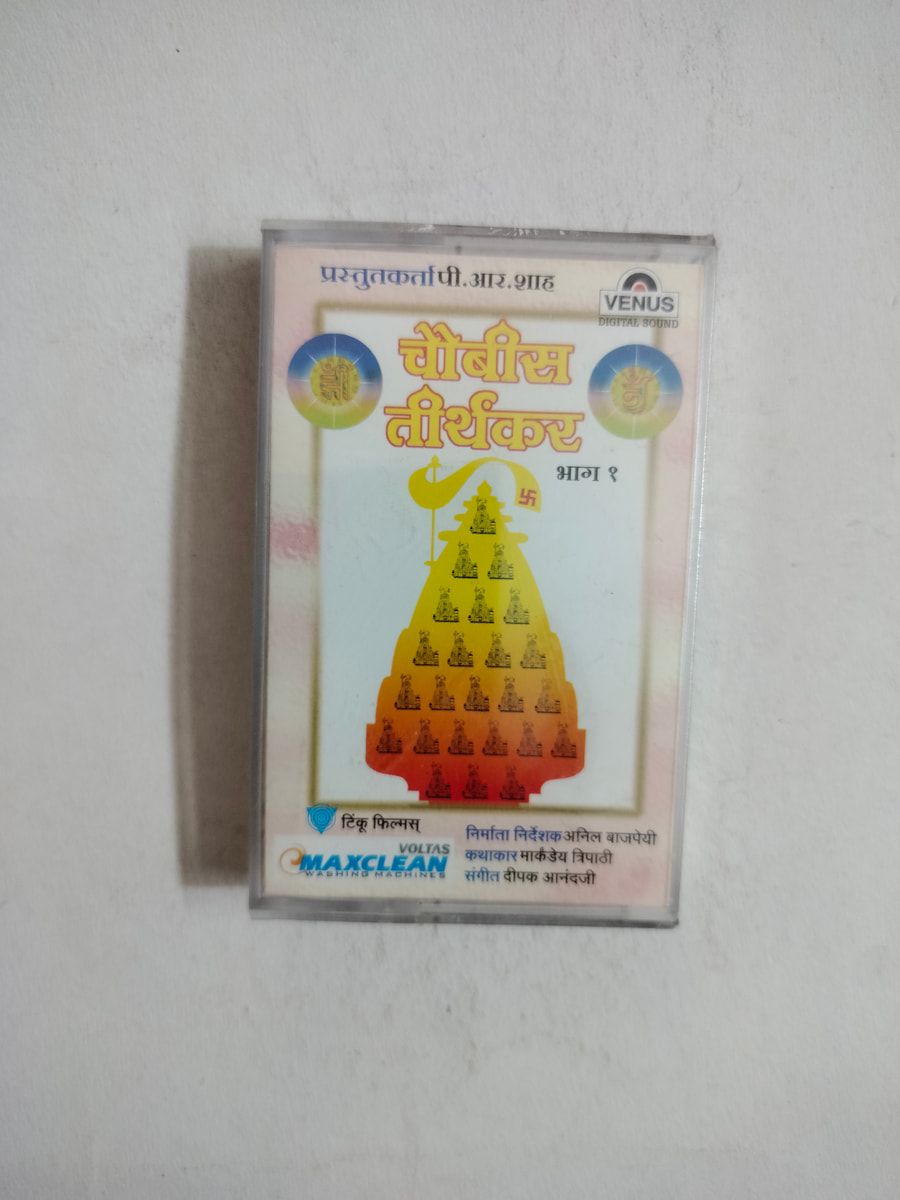 प्रस्तुतकर्ता पी.आर.शाह
VENUS
DIGITAL SOUND
चौबीस
तीर्थंकर
भाग १
टिंकू फिल्मस्
VOLTAS
MAXCLEAN
WASHING MACHINES
निर्माता निर्देशक अनिल बाजपेयी
कथाकार मार्कंडेय त्रिपाठी
संगीत दीपक आनंदजी